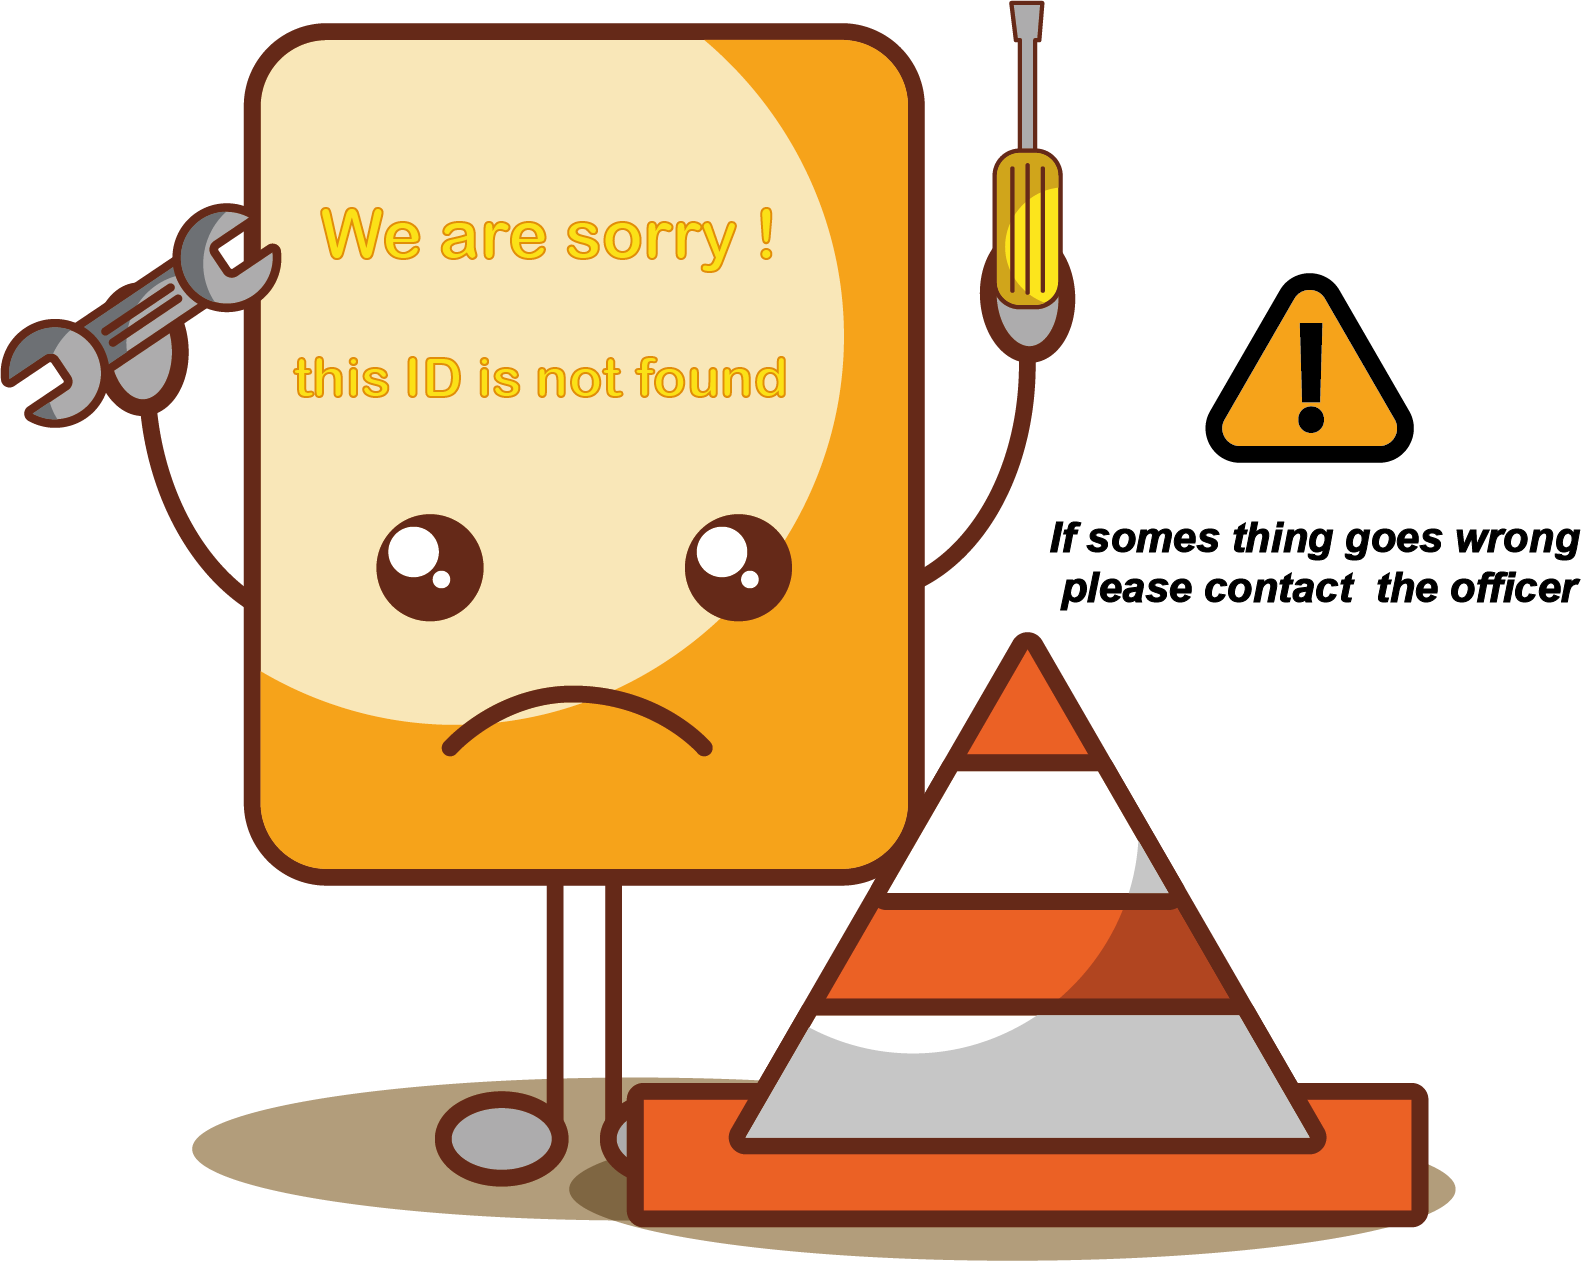 We are sorry !
this ID is not found
If somes thing goes wrong
please contact  the officer